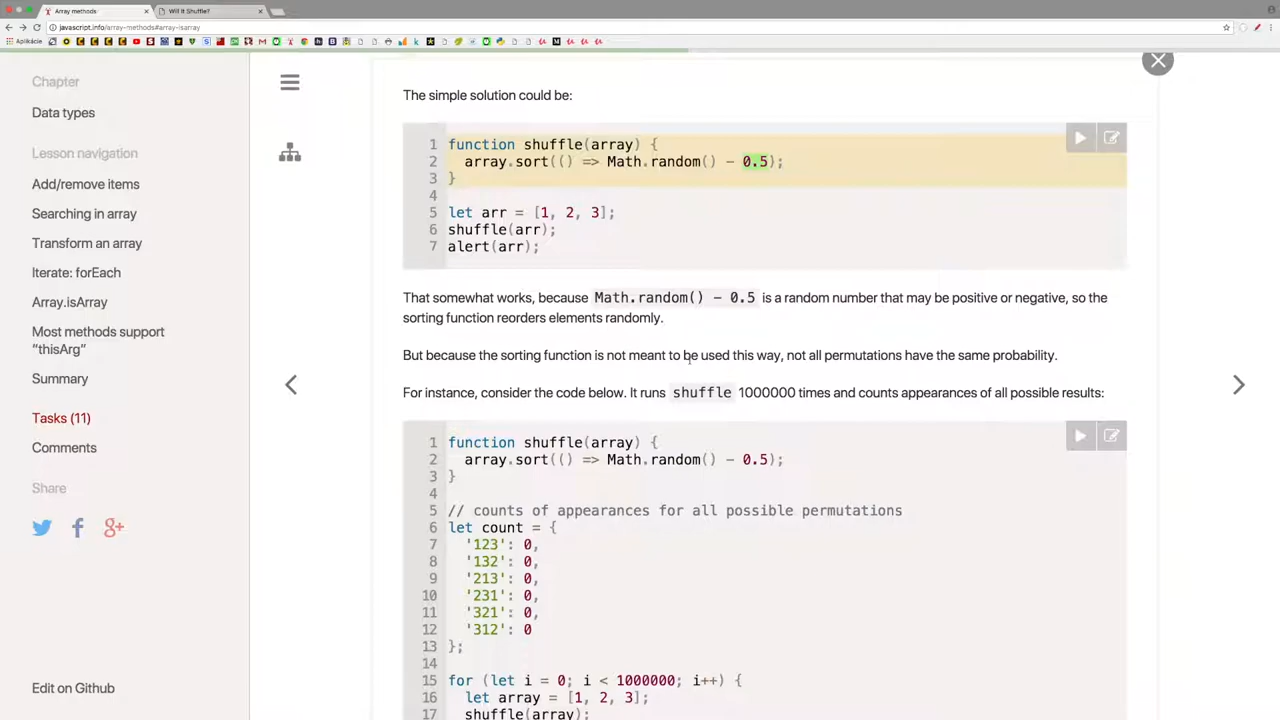 Array methods
Will It Shuffle?
javascript.info/array-methods#array-isarray
Aplikácie
Chapter
Data types
Lesson navigation
Add/remove items
Searching in array
Transform an array
Iterate: forEach
Array.isArray
Most methods support
“thisArg”
Summary
Tasks (11)
Comments
Share
Edit on Github
The simple solution could be:
1 function shuffle(array) {
2 array.sort(() => Math.random() - 0.5);
3 }
4
5 let arr = [1, 2, 3];
6 shuffle(arr);
7 alert(arr);
That somewhat works, because Math.random() - 0.5 is a random number that may be positive or negative, so the
sorting function reorders elements randomly.
But because the sorting function is not meant to be used this way, not all permutations have the same probability.
For instance, consider the code below. It runs shuffle 1000000 times and counts appearances of all possible results:
1 function shuffle(array) {
2 array.sort(() => Math.random() - 0.5);
3 }
4
5 // counts of appearances for all possible permutations
6 let count = {
7 '123': 0,
8 '132': 0,
9 '213': 0,
10 '231': 0,
11 '321': 0,
12 '312': 0
13 };
14
15 for (let i = 0; i < 1000000; i++) {
16 let array = [1, 2, 3];
17 shuffle(array);